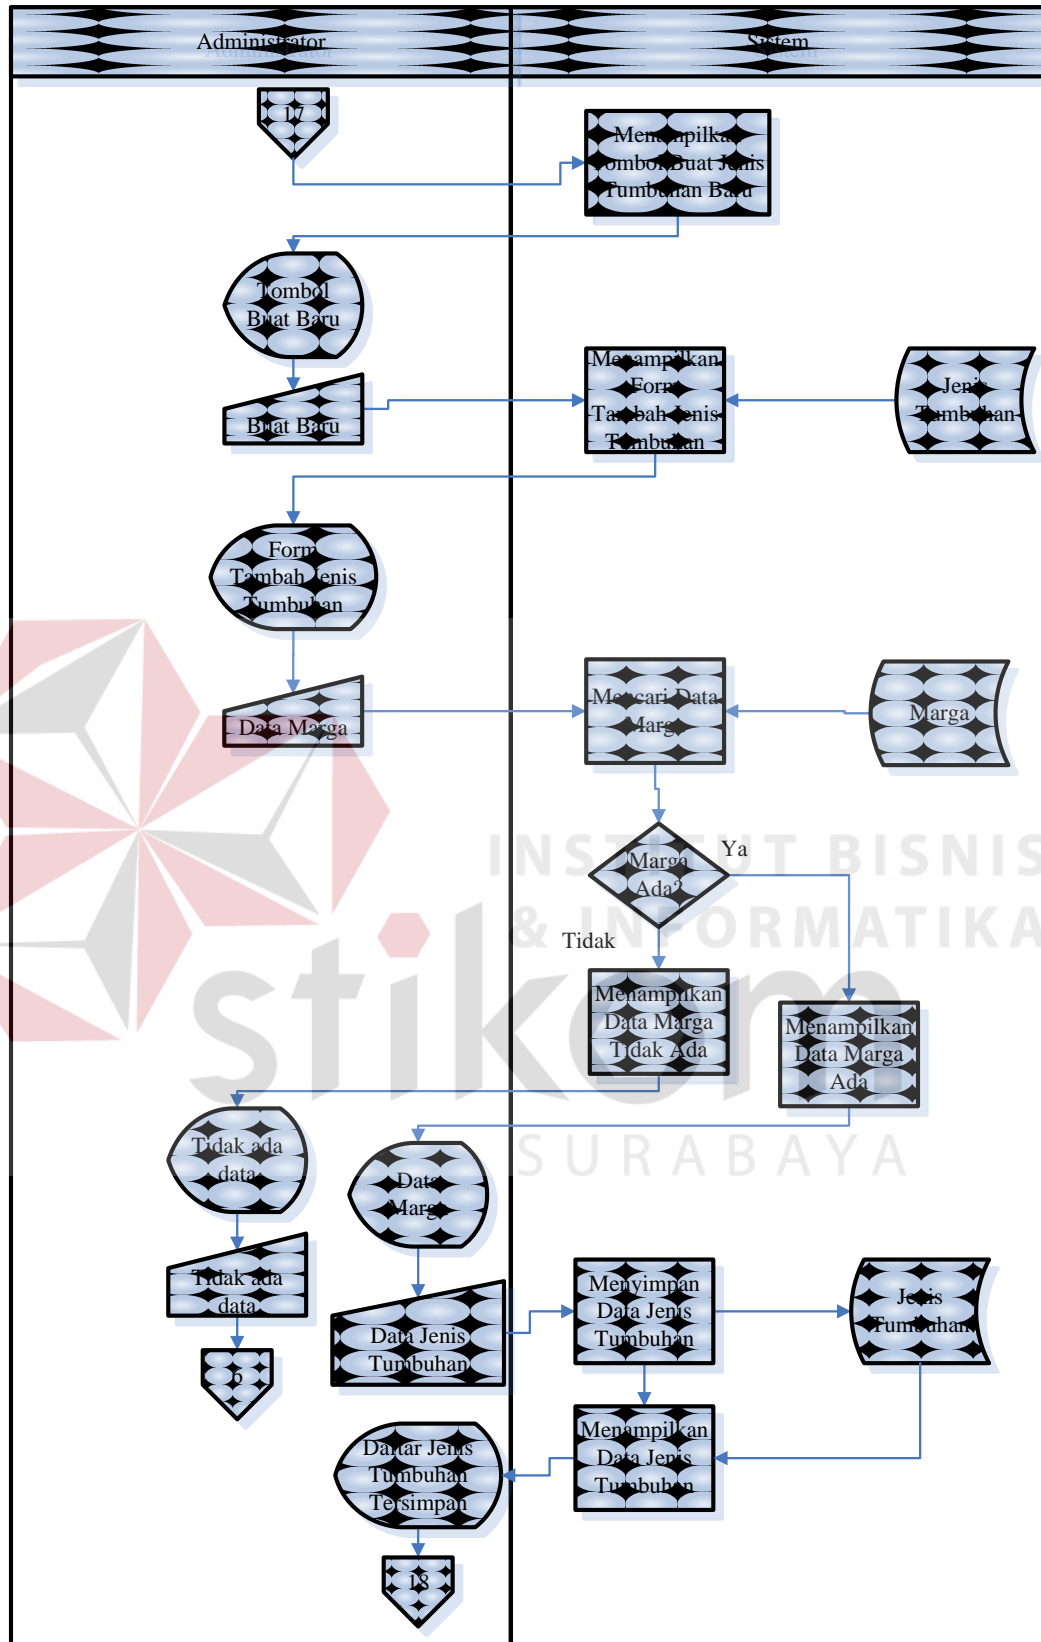 Administrator
Sistem
17
Menampilkan
Tombol Buat Jenis
Tumbuhan Baru
Tombol
Buat Baru
Buat Baru
Menampilkan
Form
Tambah Jenis
Tumbuhan
Jenis
Tumbuhan
Form
Tambah Jenis
Tumbuhan
Data Marga
Mencari Data
Marga
Marga
Marga
Ada?
Ya
Tidak
Menampilkan
Data Marga
Tidak Ada
Menampilkan
Data Marga
Ada
Tidak ada
data
Data
Marga
Tidak ada
data
6
Data Jenis
Tumbuhan
Menyimpan
Data Jenis
Tumbuhan
Jenis
Tumbuhan
Menampilkan
Data Jenis
Tumbuhan
Daftar Jenis
Tumbuhan
Tersimpan
18
INSTITUT BISNIS
& INFORMATIKA
stikom
SURABAYA